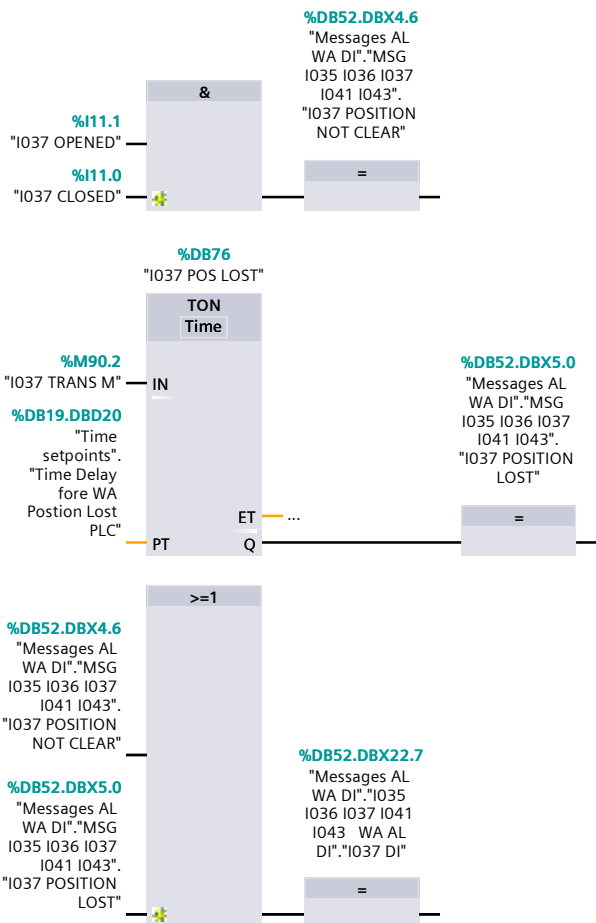 %DB52.DBX4.6
"Messages AL
WA DI"."MSG
I035 I036 I037
I041 I043".
"I037 POSITION
NOT CLEAR"
&
%I11.1
"I037 OPENED"
=
%I11.0
"I037 CLOSED"
%DB76
"I037 POS LOST"
TON
Time
%M90.2
"I037 TRANS M"
IN
%DB52.DBX5.0
"Messages AL
WA DI"."MSG
I035 I036 I037
I041 I043".
"I037 POSITION
LOST"
%DB19.DBD20
"Time
setpoints".
"Time Delay
fore WA
Postion Lost
PLC"
ET
...
=
PT
Q
>=1
%DB52.DBX4.6
"Messages AL
WA DI"."MSG
I035 I036 I037
I041 I043".
"I037 POSITION
NOT CLEAR"
%DB52.DBX22.7
"Messages AL
WA DI"."I035
I036 I037 I041
I043   WA AL
DI"."I037 DI"
%DB52.DBX5.0
"Messages AL
WA DI"."MSG
I035 I036 I037
I041 I043".
"I037 POSITION
LOST"
=